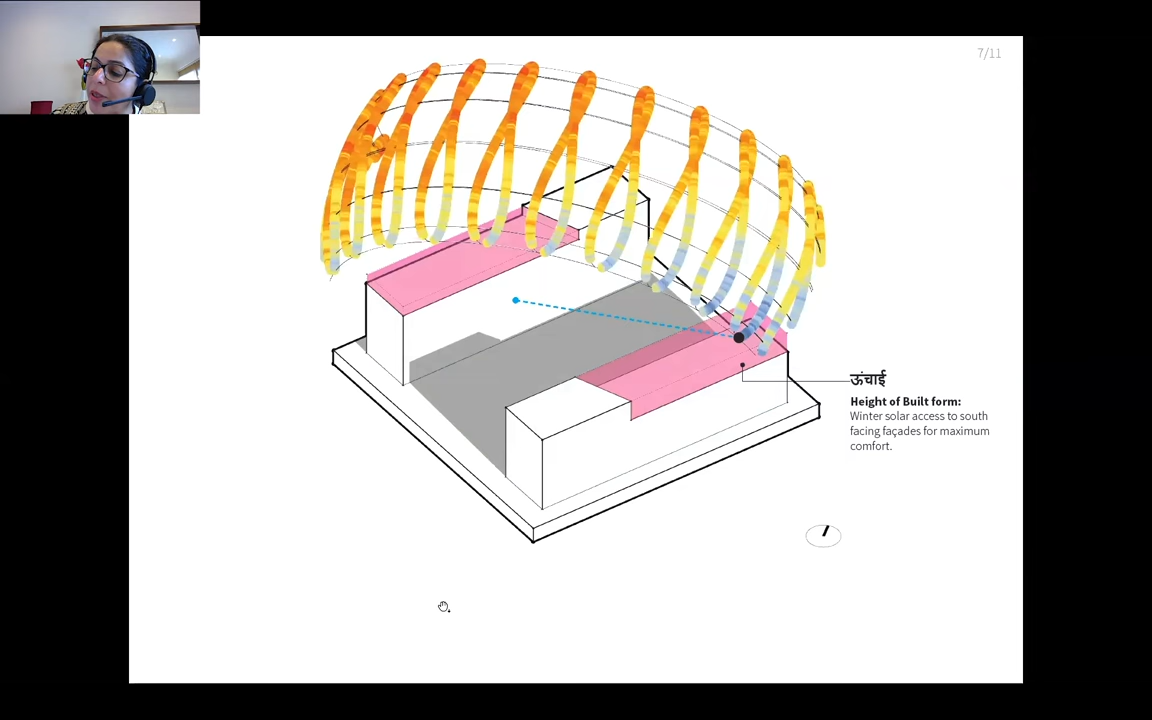 7/11
ऊंचाई
Height of Built form:
Winter solar access to south
facing façades for maximum
comfort.